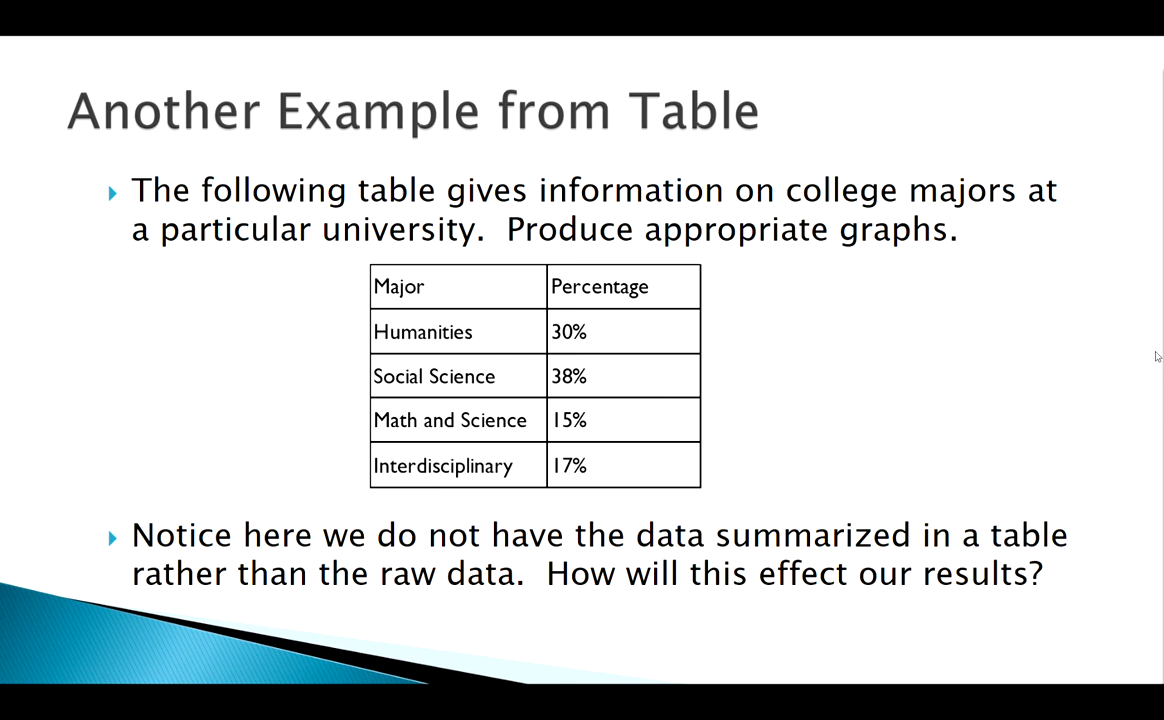 Another Example from Table
The following table gives information on college majors at
a particular university.  Produce appropriate graphs.
Major Percentage
Humanities 30%
Social Science 38%
Math and Science 15%
Interdisciplinary 17%
Notice here we do not have the data summarized in a table
rather than the raw data.  How will this effect our results?